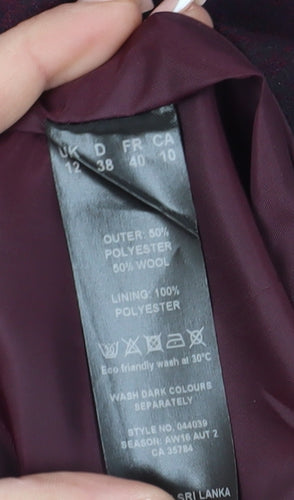 UK D FR CA
12 38 40 10
OUTER: 50%
POLYESTER
50% WOOL
LINING: 100%
POLYESTER
Eco friendly wash at 30°C
WASH DARK COLOURS
SEPARATELY
STYLE NO. 044039
SEASON: AW16 AUT 2
CA 35784
SRI LANKA